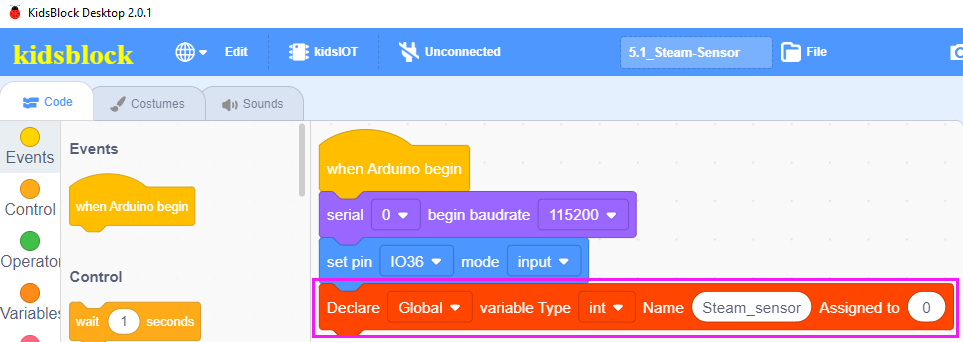 KidsBlock Desktop 2.0.1
kidsblock Edit kidsIOT Unconnected 5.1_Steam-Sensor File
Code Costumes Sounds
Events
Control
Operator
Variables
Events
when Arduino begin
Control
wait 1 seconds
when Arduino begin
serial 0 begin baudrate 115200
set pin IO36 mode input
Declare Global variable Type int Name Steam_sensor Assigned to 0